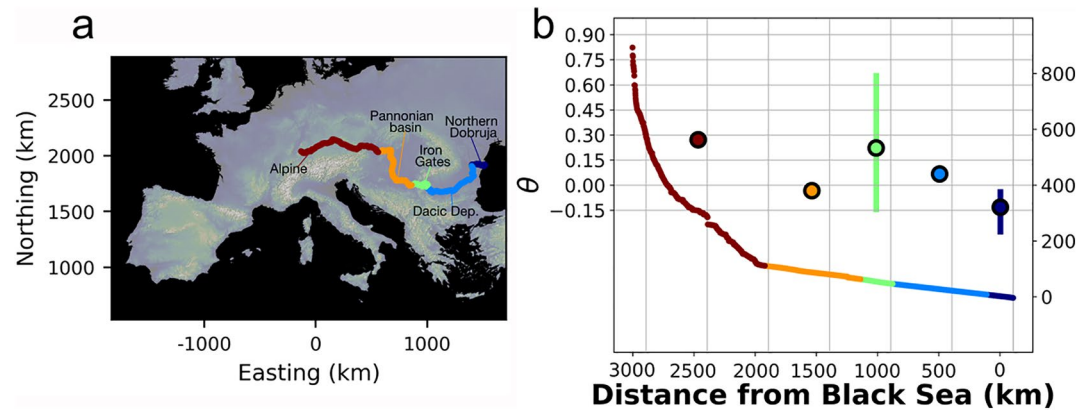 a
Northing (km)
2500
2000
1500
1000
Pannonian
basin
Northern
Dobruja
Iron
Gates
Alpine
Dacic Dep.
-1000
0
1000
Easting (km)
b
θ
0.90
0.75
0.60
0.45
0.30
0.15
0.00
−0.15
800
600
400
200
0
3000
2500
2000
1500
1000
500
0
Distance from Black Sea (km)